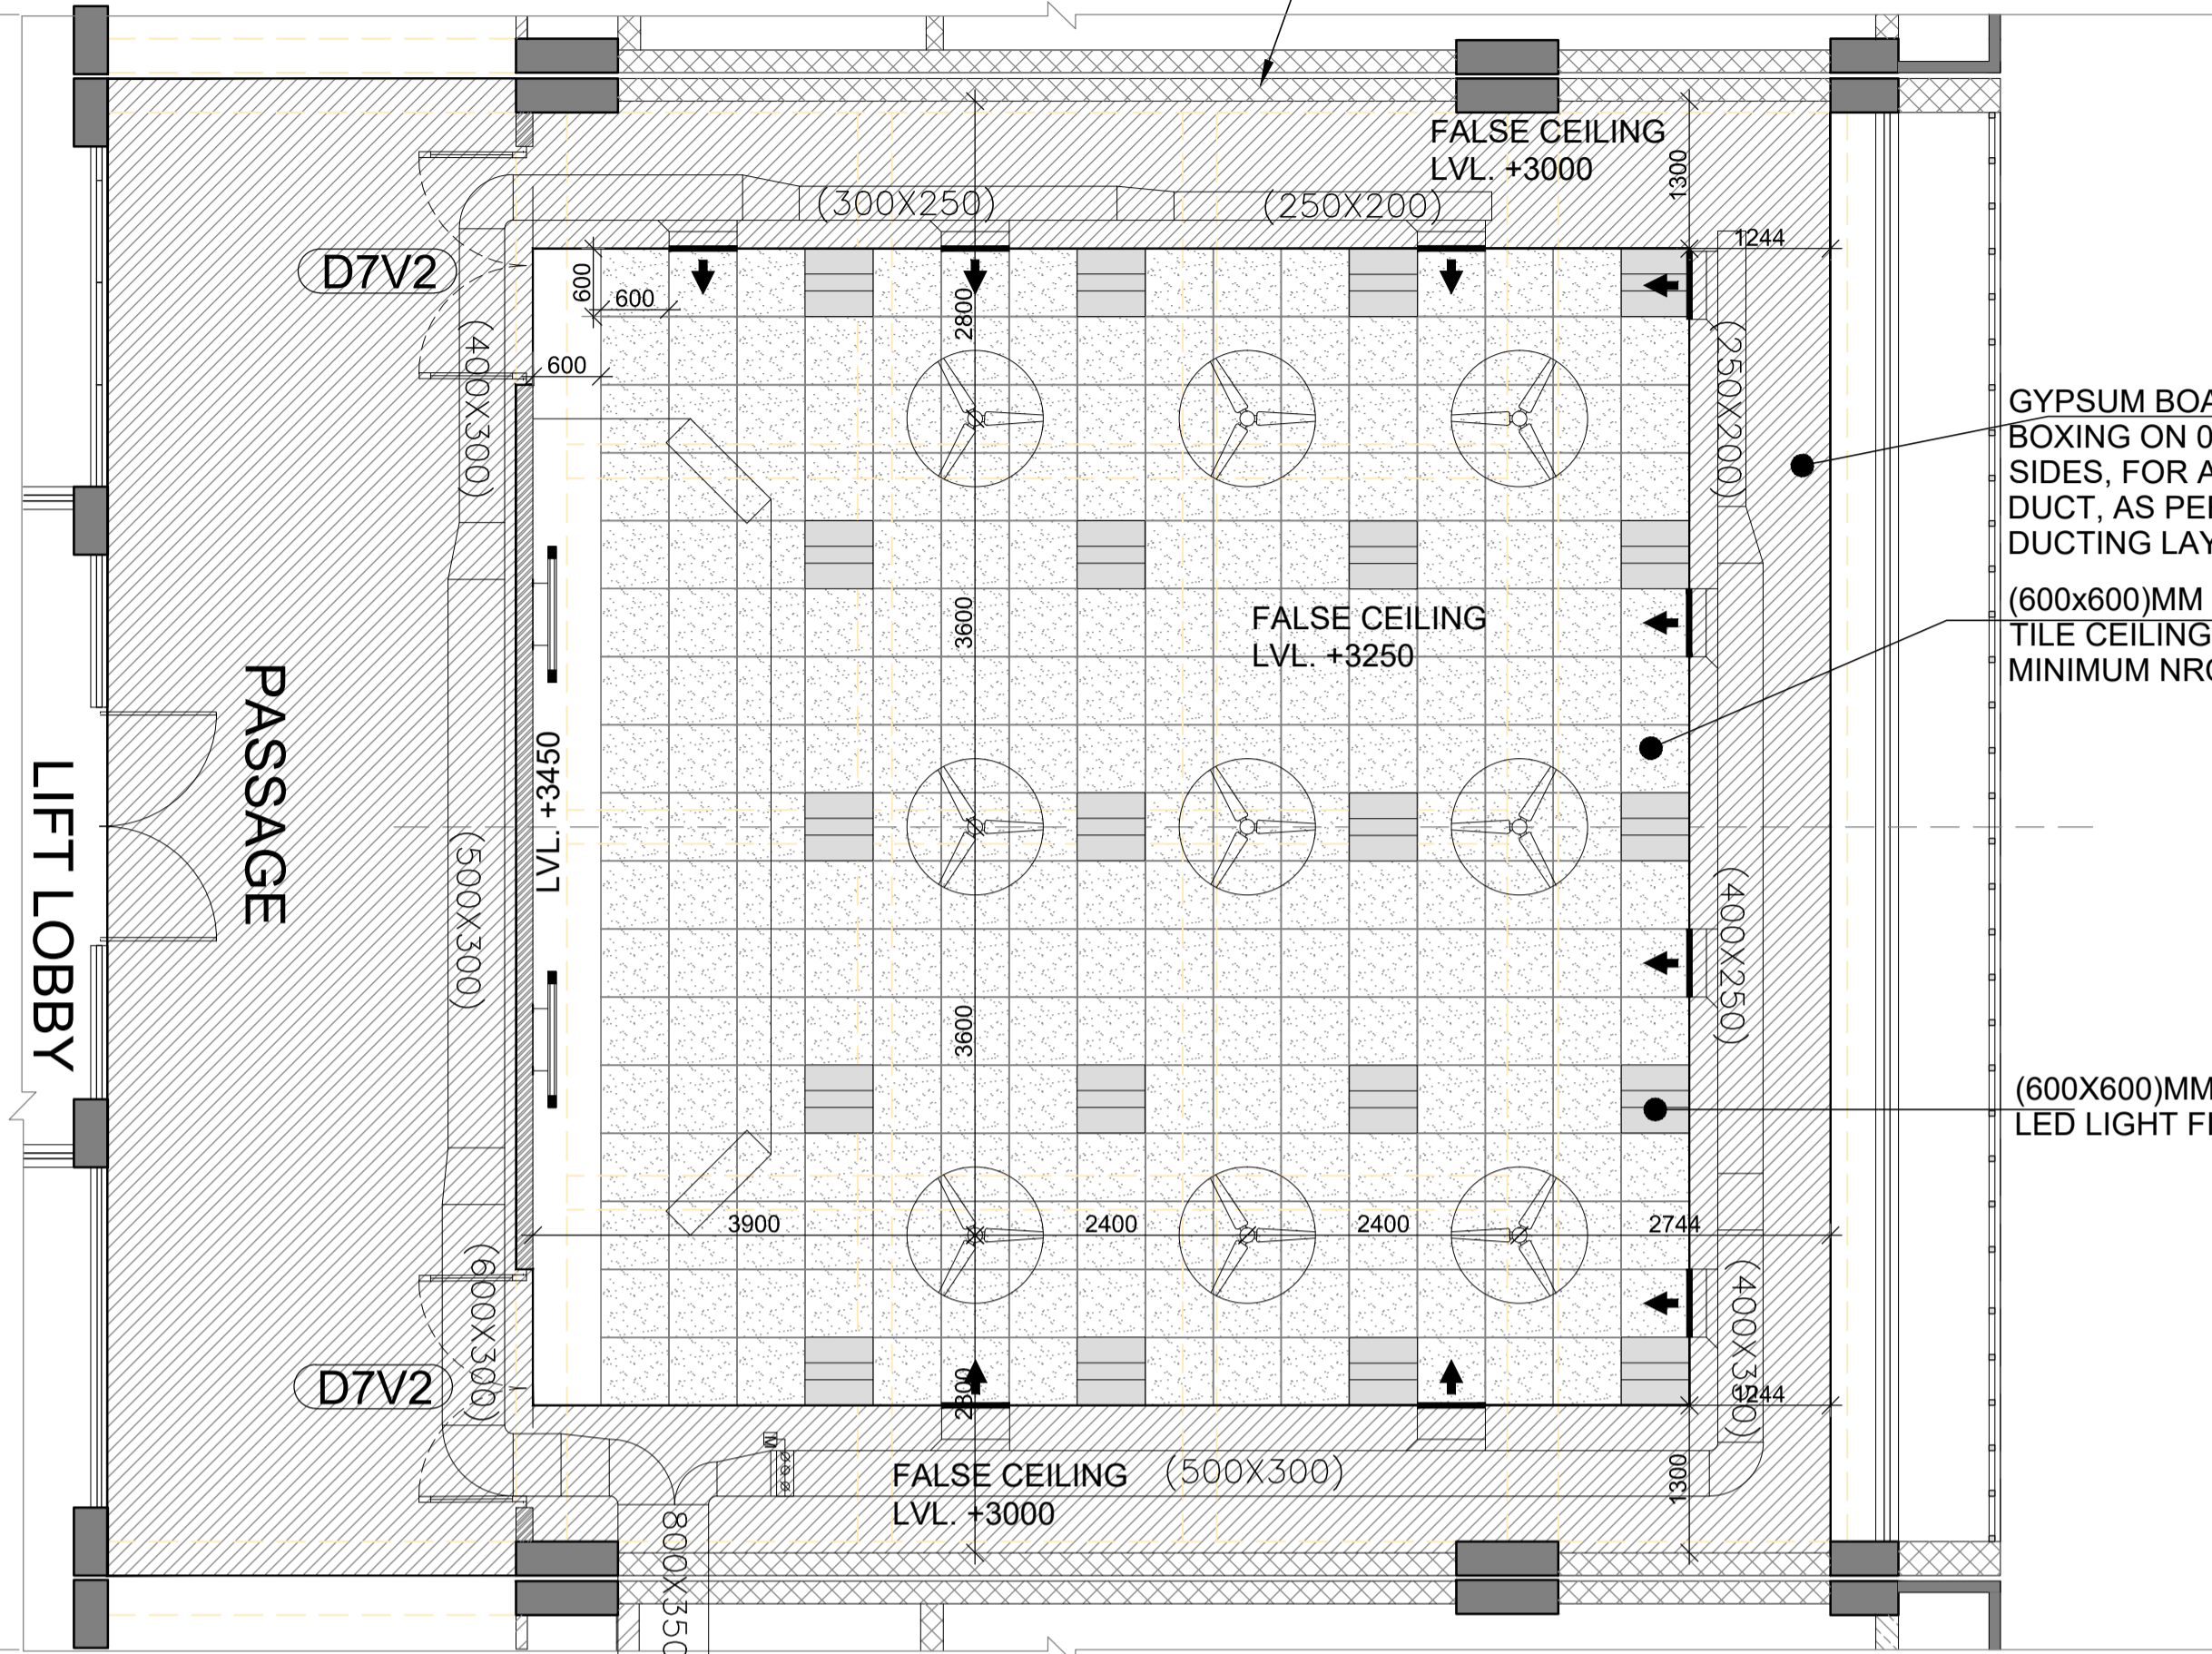 FALSE CEILING
LVL. +3000
1300
(300X250)
(250X200)
1244
D7V2
600
600
2800
600
(400X300)
(250X200)
GYPSUM BOA
BOXING ON 0
SIDES, FOR A
DUCT, AS PE
DUCTING LAY
(600x600)MM
TILE CEILING
MINIMUM NR
3600
FALSE CEILING
LVL. +3250
LVL. +3450
PASSAGE
LIFT LOBBY
(500X300)
(400X250)
3600
(600X600)MM
LED LIGHT F
3900
2400
2400
2744
(600X300)
(400X350)
D7V2
2800
1244
M
FALSE CEILING
LVL. +3000
(500X300)
1300
800X350